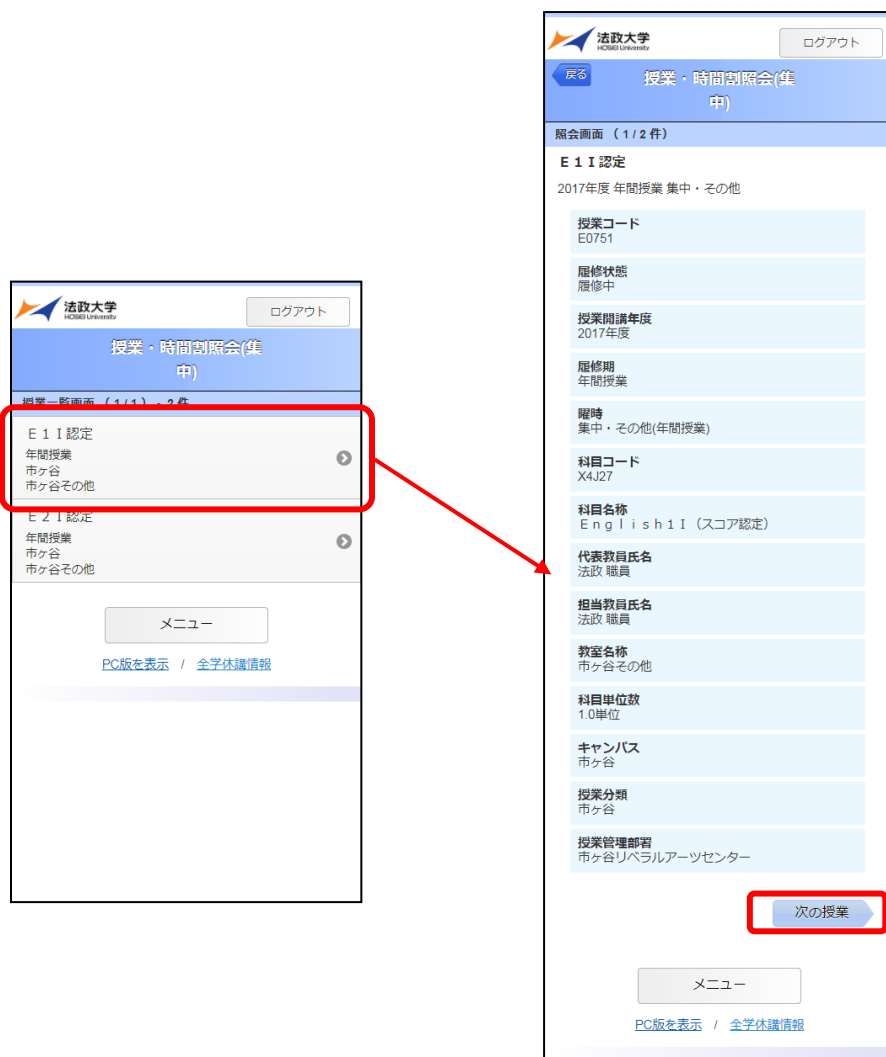 法政大学
HOSEI University
ログアウト
授業・時間割照会(集
中)
授業一覧画面 (1/1) - 2 件
E1I認定
年間授業
市ヶ谷
市ヶ谷その他
E2I認定
年間授業
市ヶ谷
市ヶ谷その他
メニュー
PC版を表示 / 全学休講情報
法政大学
HOSEI University
ログアウト
戻る
授業・時間割照会(集
中)
照会画面 (1/2件)
E1I認定
2017年度 年間授業 集中・その他
授業コード
E0751
履修状態
履修中
授業開講年度
2017年度
履修期
年間授業
曜時
集中・その他(年間授業)
科目コード
X4J27
科目名称
English1I(スコア認定)
代表教員氏名
法政 職員
担当教員氏名
法政 職員
教室名称
市ヶ谷その他
科目単位数
1.0単位
キャンパス
市ヶ谷
授業分類
市ヶ谷
授業管理部署
市ヶ谷リベラルアーツセンター
次の授業
メニュー
PC版を表示 / 全学休講情報